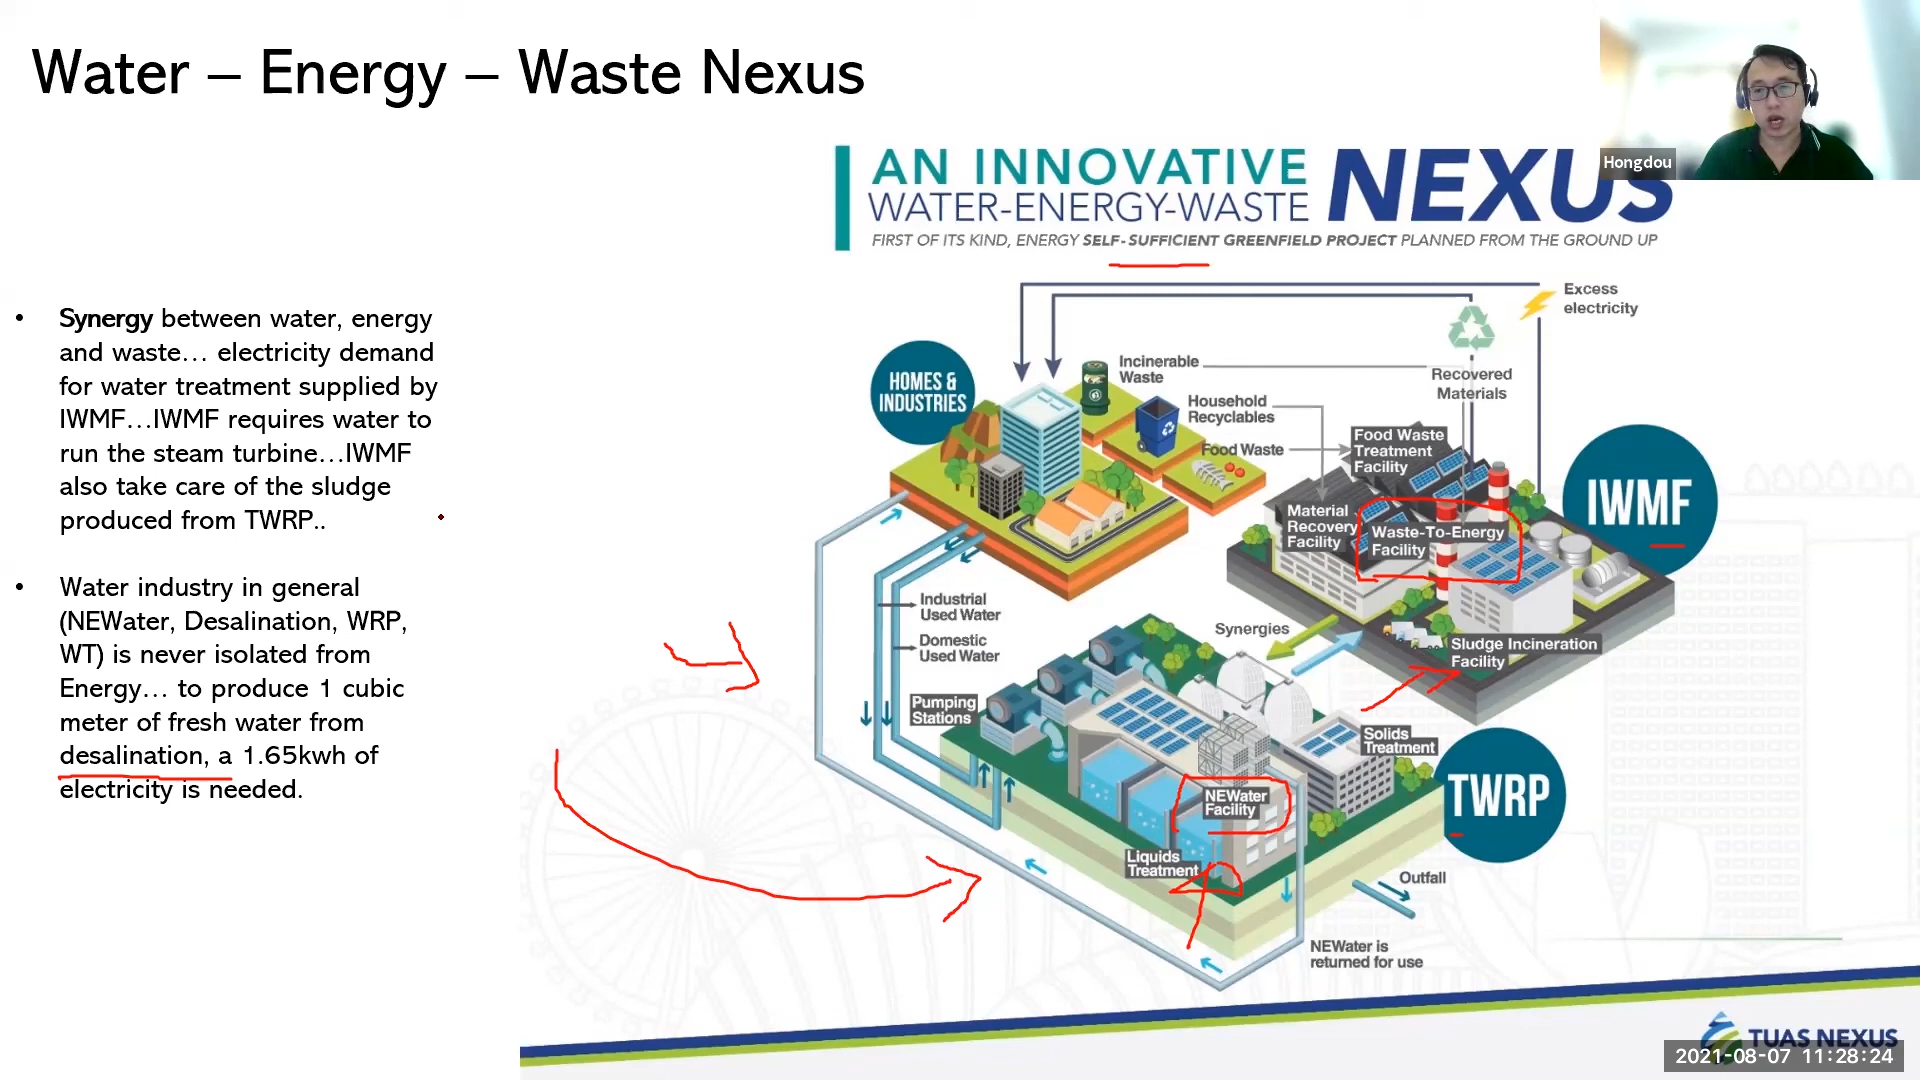 Water – Energy – Waste Nexus
Hongdou
AN INNOVATIVE
WATER-ENERGY-WASTE NEXUS
FIRST OF ITS KIND, ENERGY SELF-SUFFICIENT GREENFIELD PROJECT PLANNED FROM THE GROUND UP
• Synergy between water, energy
and waste… electricity demand
for water treatment supplied by
IWMF…IWMF requires water to
run the steam turbine…IWMF
also take care of the sludge
produced from TWRP..
• Water industry in general
(NEWater, Desalination, WRP,
WT) is never isolated from
Energy… to produce 1 cubic
meter of fresh water from
desalination, a 1.65kwh of
electricity is needed.
Excess
electricity
HOMES &
INDUSTRIES
Incinerable
Waste
Recovered
Materials
Household
Recyclables
Food Waste
Food Waste
Treatment
Facility
Material
Recovery
Facility
Waste-To-Energy
Facility
IWMF
Industrial
Used Water
Domestic
Used Water
Synergies
Sludge Incineration
Facility
Pumping
Stations
Solids
Treatment
NEWater
Facility
TWRP
Liquids
Treatment
Outfall
NEWater is
returned for use
TUAS NEXUS
2021-08-07 11:28:24